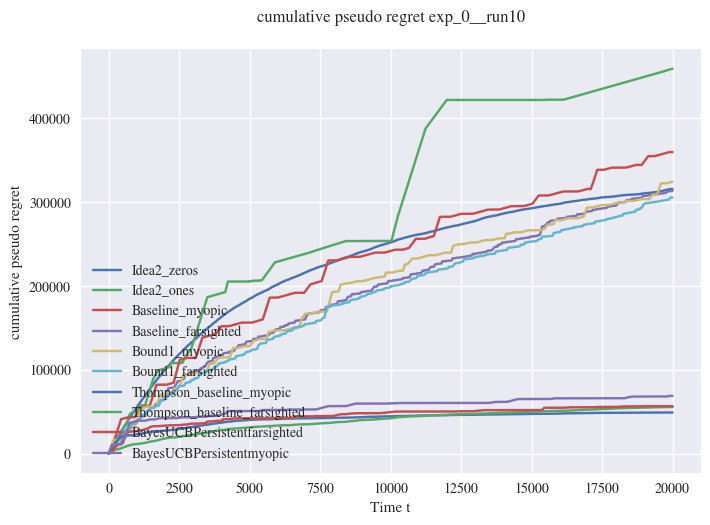 cumulative pseudo regret exp_0__run10
cumulative pseudo regret
400000
300000
200000
100000
0
Idea2_zeros
Idea2_ones
Baseline_myopic
Baseline_farsighted
Bound1_myopic
Bound1_farsighted
Thompson_baseline_myopic
Thompson_baseline_farsighted
BayesUCBPersistentfarsighted
BayesUCBPersistentmyopic
0 2500 5000 7500 10000 12500 15000 17500 20000
Time t